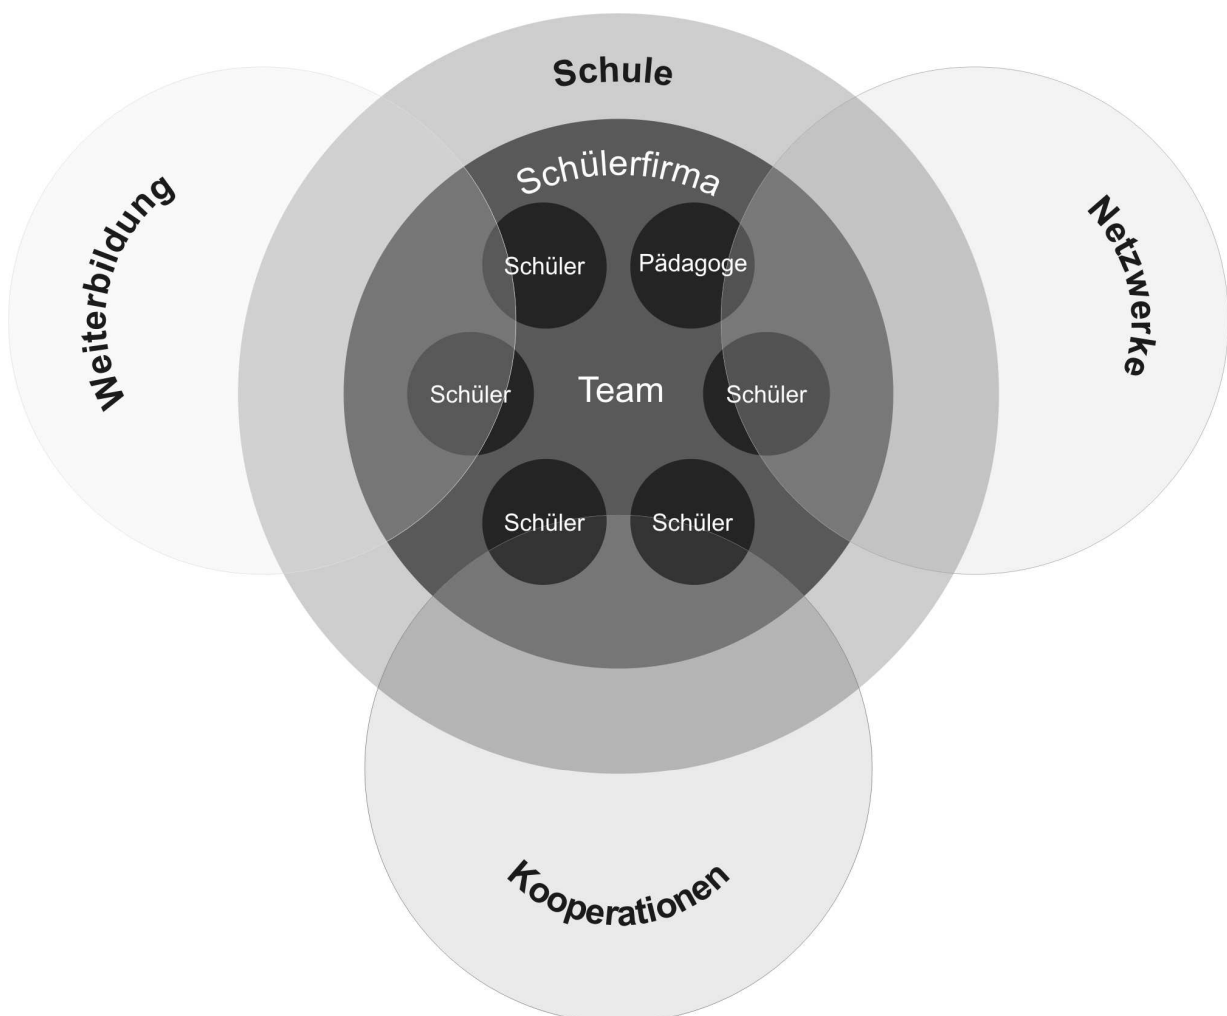 Schule
Schülerfirma
Weiterbildung
Netzwerke
Schüler
Pädagoge
Schüler
Team
Schüler
Schüler
Schüler
Kooperationen